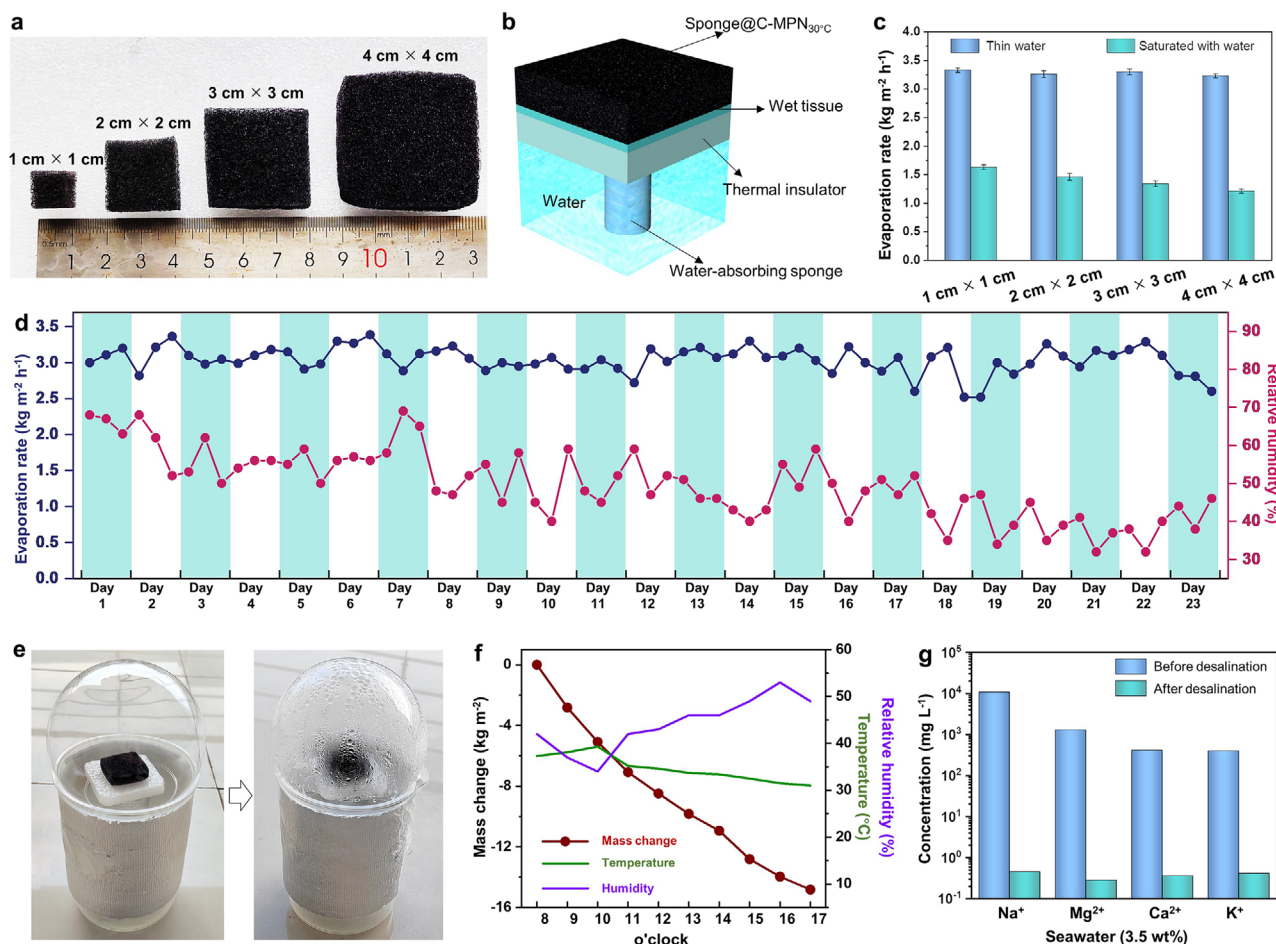 a
1 cm × 1 cm
2 cm × 2 cm
3 cm × 3 cm
4 cm × 4 cm
0.5mm
mm
1 2 3 4 5 6 7 8 9 10 1 2 3
b
Sponge@C-MPN30°C
Wet tissue
Thermal insulator
Water
Water-absorbing sponge
c
Evaporation rate (kg m⁻² h⁻¹)
4.0
3.5
3.0
2.5
2.0
1.5
1.0
0.5
0.0
Thin water
Saturated with water
1 cm × 1 cm
2 cm × 2 cm
3 cm × 3 cm
4 cm × 4 cm
d
Evaporation rate (kg m⁻² h⁻¹)
3.5
3.0
2.5
2.0
1.5
1.0
0.5
0.0
90
80
70
60
50
40
30
Relative humidity
(%)
Day 1
Day 2
Day 3
Day 4
Day 5
Day 6
Day 7
Day 8
Day 9
Day 10
Day 11
Day 12
Day 13
Day 14
Day 15
Day 16
Day 17
Day 18
Day 19
Day 20
Day 21
Day 22
Day 23
e
f
Mass change (kg m⁻²)
0
-4
-8
-12
-16
Mass change
Temperature
Humidity
60
50
40
30
20
10
Temperature (°C)
Relative humidity (%)
8 9 10 11 12 13 14 15 16 17
o'clock
g
Concentration (mg L⁻¹)
10⁵
10⁴
10³
10²
10¹
10⁰
10⁻¹
Before desalination
After desalination
Na⁺ Mg²⁺ Ca²⁺ K⁺
Seawater (3.5 wt%)